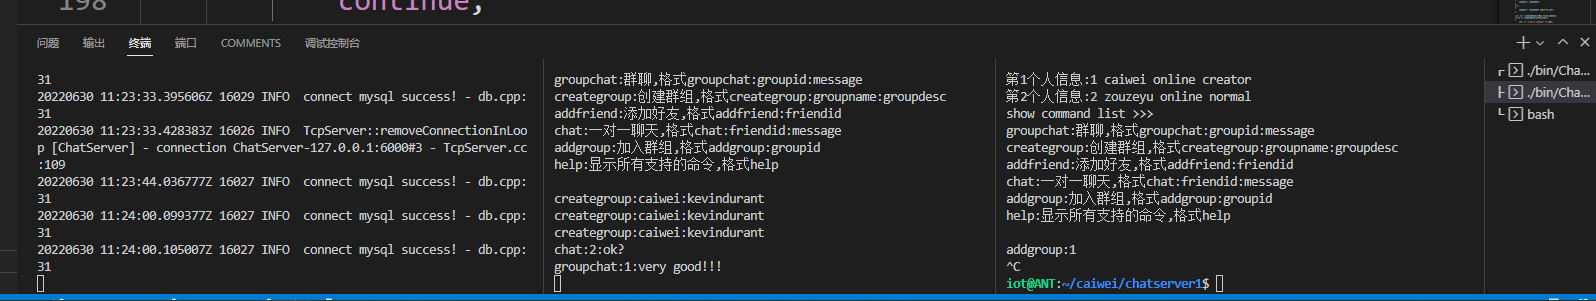 198
continue;
问题 输出 终端 端口 COMMENTS 调试控制台
31
20220630 11:23:33.395606Z 16029 INFO  connect mysql success! - db.cpp:
31
20220630 11:23:33.428383Z 16026 INFO  TcpServer::removeConnectionInLoo
p [ChatServer] - connection ChatServer-127.0.0.1:6000#3 - TcpServer.cc
:109
20220630 11:23:44.036777Z 16027 INFO  connect mysql success! - db.cpp:
31
20220630 11:24:00.099377Z 16027 INFO  connect mysql success! - db.cpp:
31
20220630 11:24:00.105007Z 16027 INFO  connect mysql success! - db.cpp:
31
groupchat:群聊,格式groupchat:groupid:message
creategroup:创建群组,格式creategroup:groupname:groupdesc
addfriend:添加好友,格式addfriend:friendid
chat:一对一聊天,格式chat:friendid:message
addgroup:加入群组,格式addgroup:groupid
help:显示所有支持的命令,格式help
creategroup:caiwei:kevindurant
creategroup:caiwei:kevindurant
creategroup:caiwei:kevindurant
chat:2:ok?
groupchat:1:very good!!!
第1个人信息:1 caiwei online creator
第2个人信息:2 zouzeyu online normal
show command list >>>
groupchat:群聊,格式groupchat:groupid:message
creategroup:创建群组,格式creategroup:groupname:groupdesc
addfriend:添加好友,格式addfriend:friendid
chat:一对一聊天,格式chat:friendid:message
addgroup:加入群组,格式addgroup:groupid
help:显示所有支持的命令,格式help
addgroup:1
^C
iot@ANT:~/caiwei/chatserver1$
./bin/Cha...
./bin/Cha...
bash